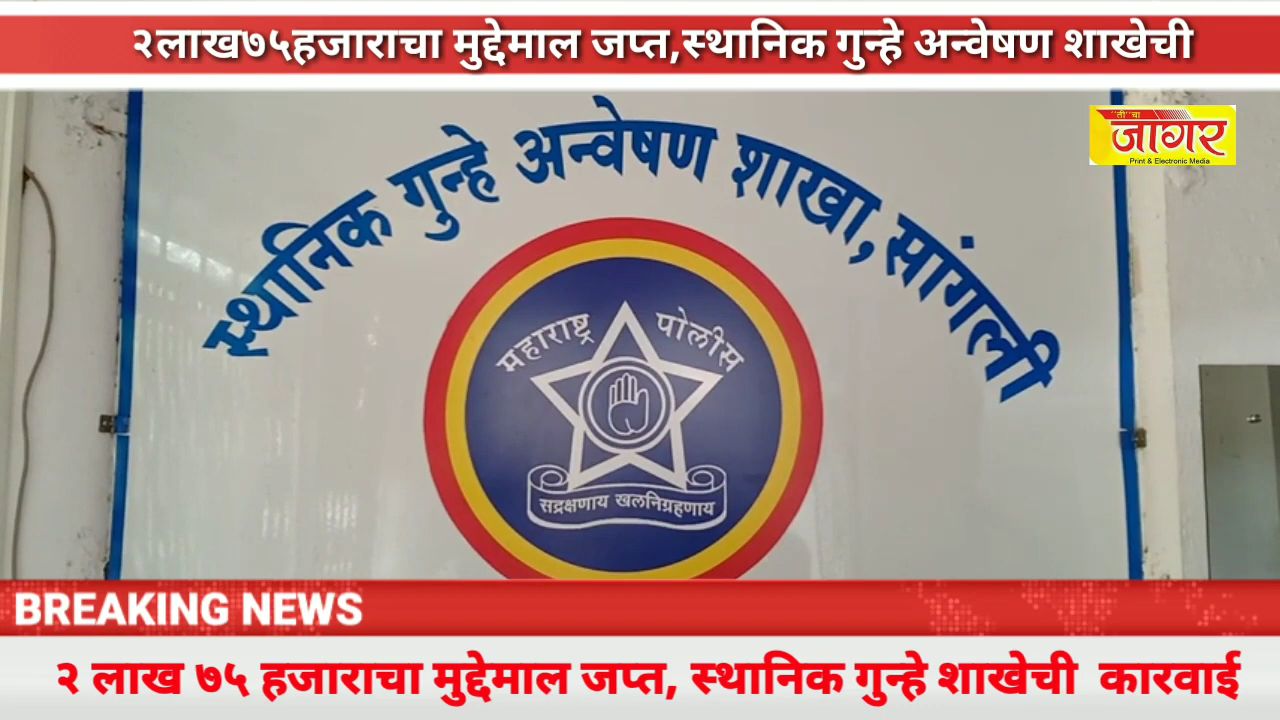 २लाख७५हजाराचा मुद्देमाल जप्त,स्थानिक गुन्हे अन्वेषण शाखेची
"ती"चा
जागर
Print & Electronic Media
स्थानिक गुन्हे अन्वेषण शाखा, सांगली
महाराष्ट्र पोलीस
सद्रक्षणाय खलनिग्रहणाय
BREAKING NEWS
२ लाख ७५ हजाराचा मुद्देमाल जप्त, स्थानिक गुन्हे शाखेची कारवाई